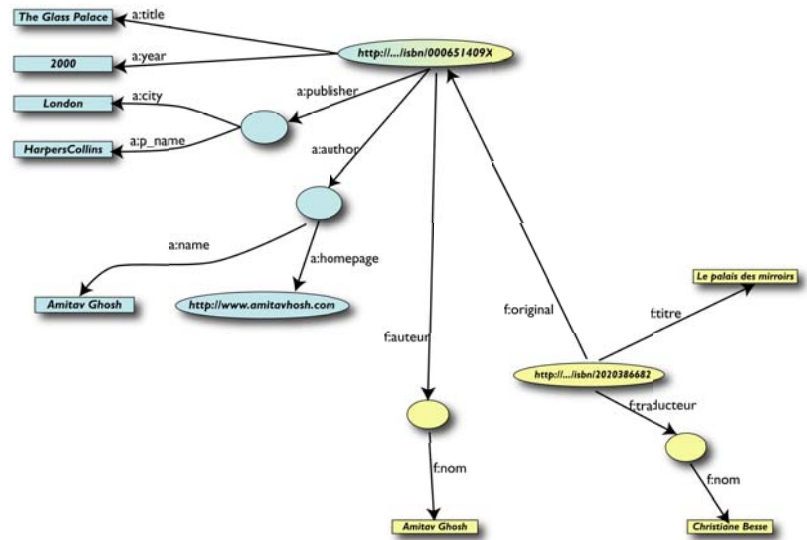 The Glass Palace
a:title
http://.../isbn/000651409X
2000
a:year
London
a:city
a:publisher
HarpersCollins
a:p_name
a:author
a:name
a:homepage
Amitav Ghosh
http://www.amitavhosh.com
Le palais des mirroirs
f:original
f:titre
f:auteur
http://.../isbn/2020386682
f:traducteur
f:nom
f:nom
Amitav Ghosh
Christiane Besse